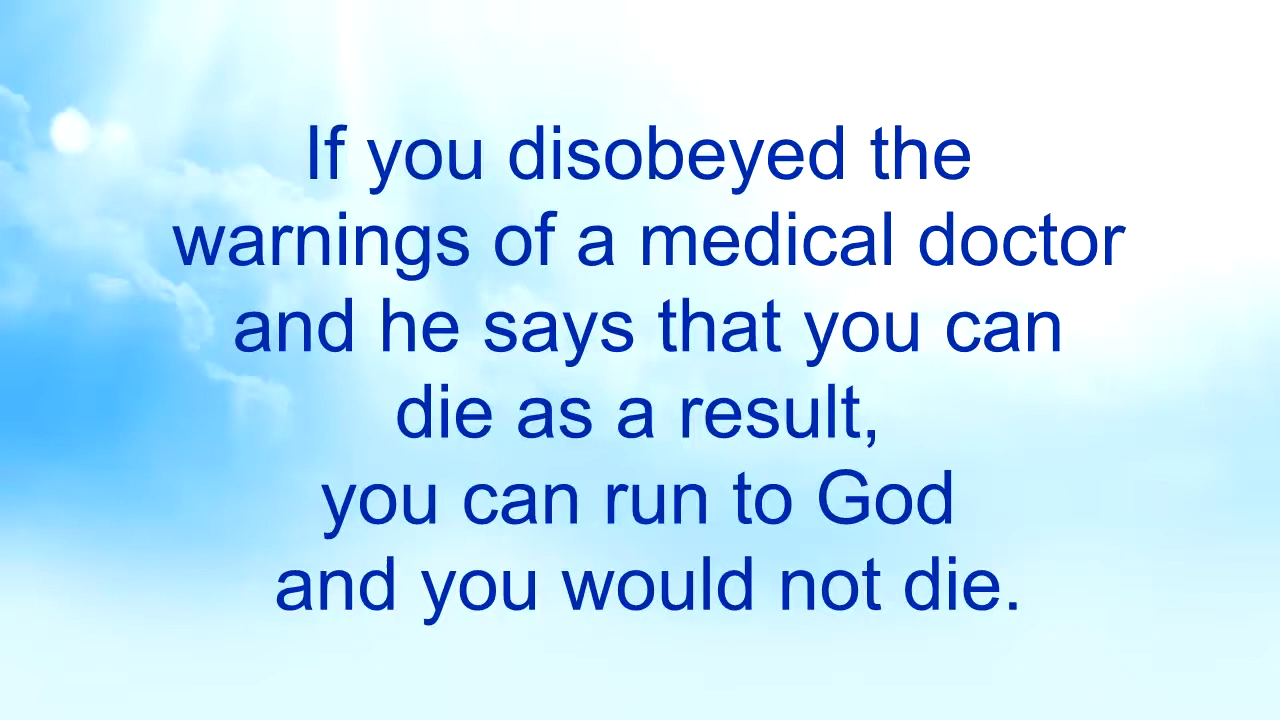 If you disobeyed the
warnings of a medical doctor
and he says that you can
die as a result,
you can run to God
and you would not die.